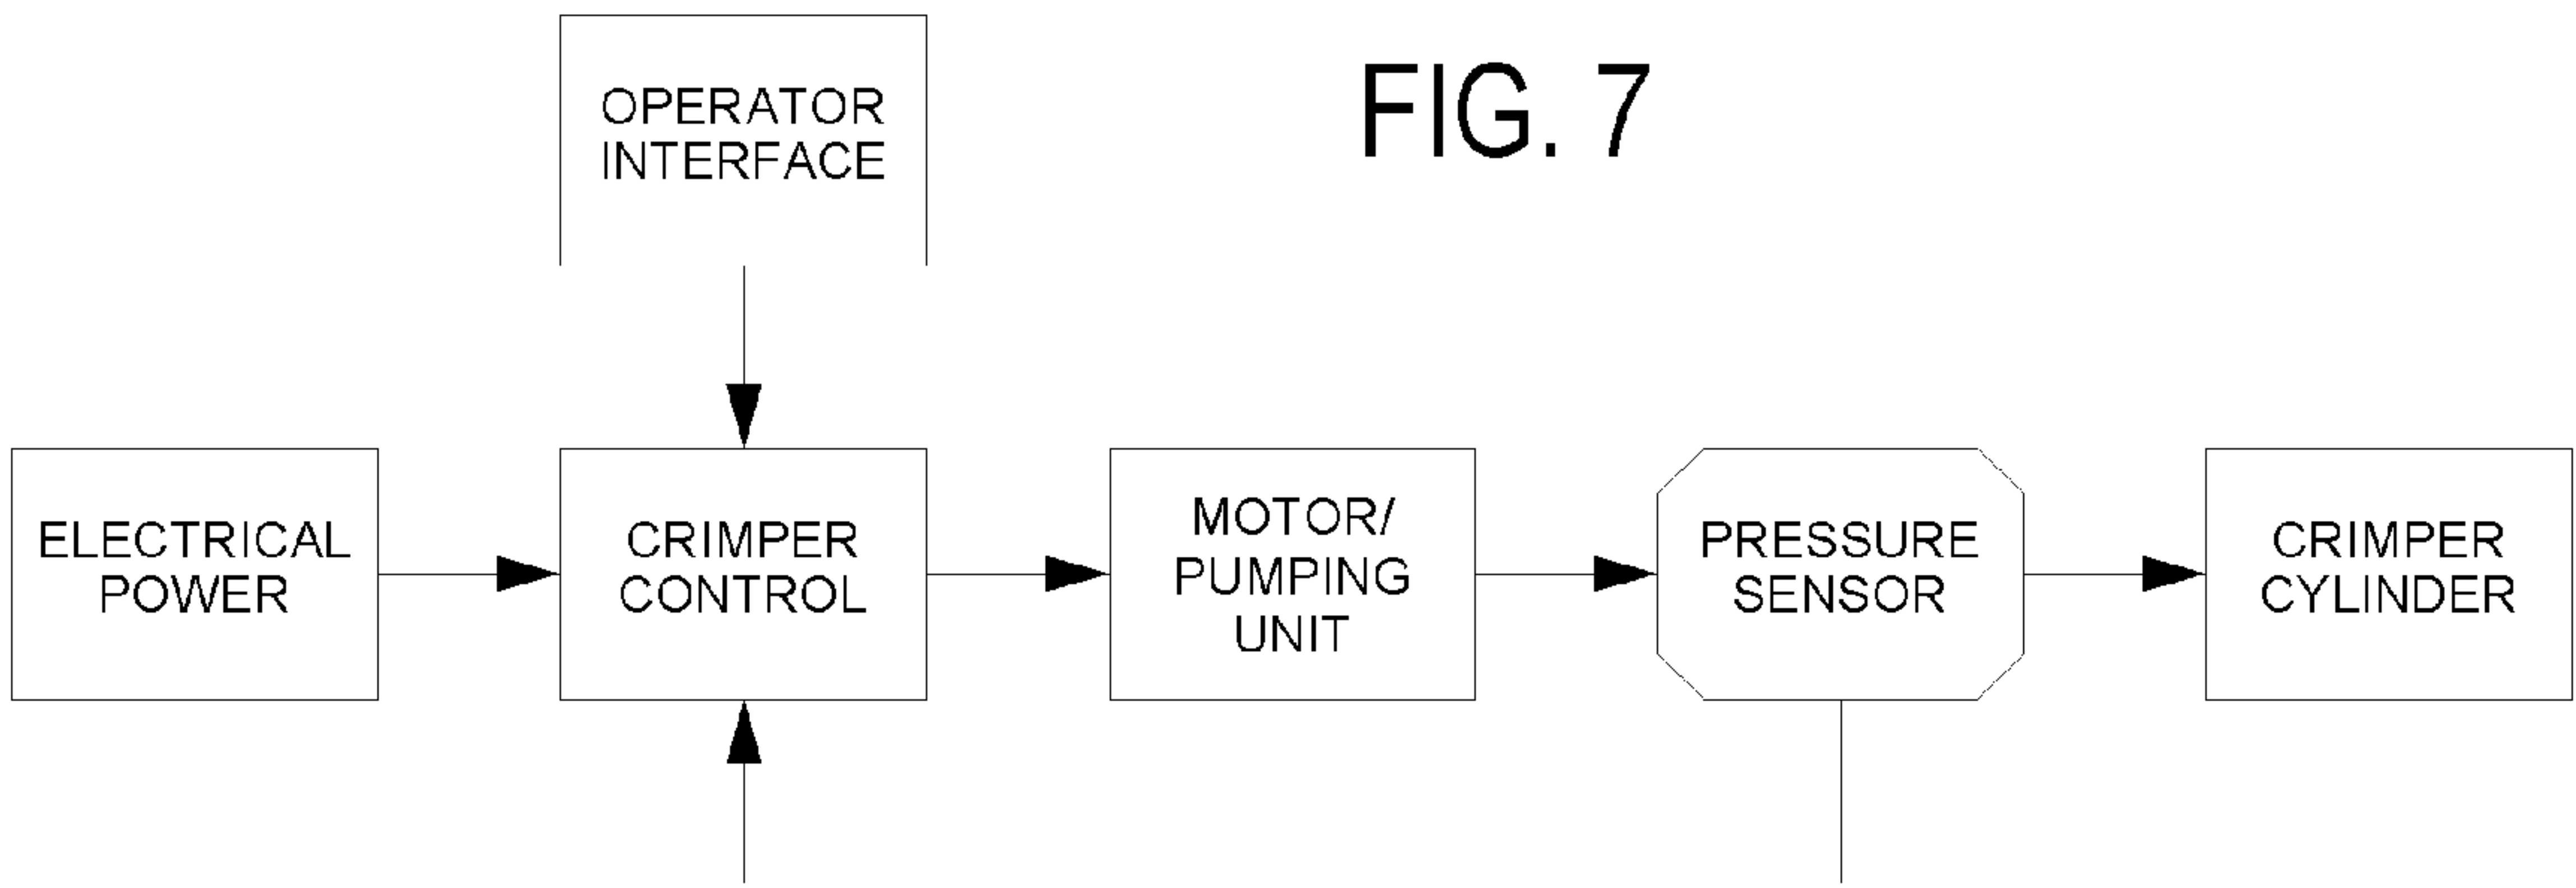 OPERATOR
INTERFACE
FIG. 7
ELECTRICAL
POWER
CRIMPER
CONTROL
MOTOR/
PUMPING
UNIT
PRESSURE
SENSOR
CRIMPER
CYLINDER